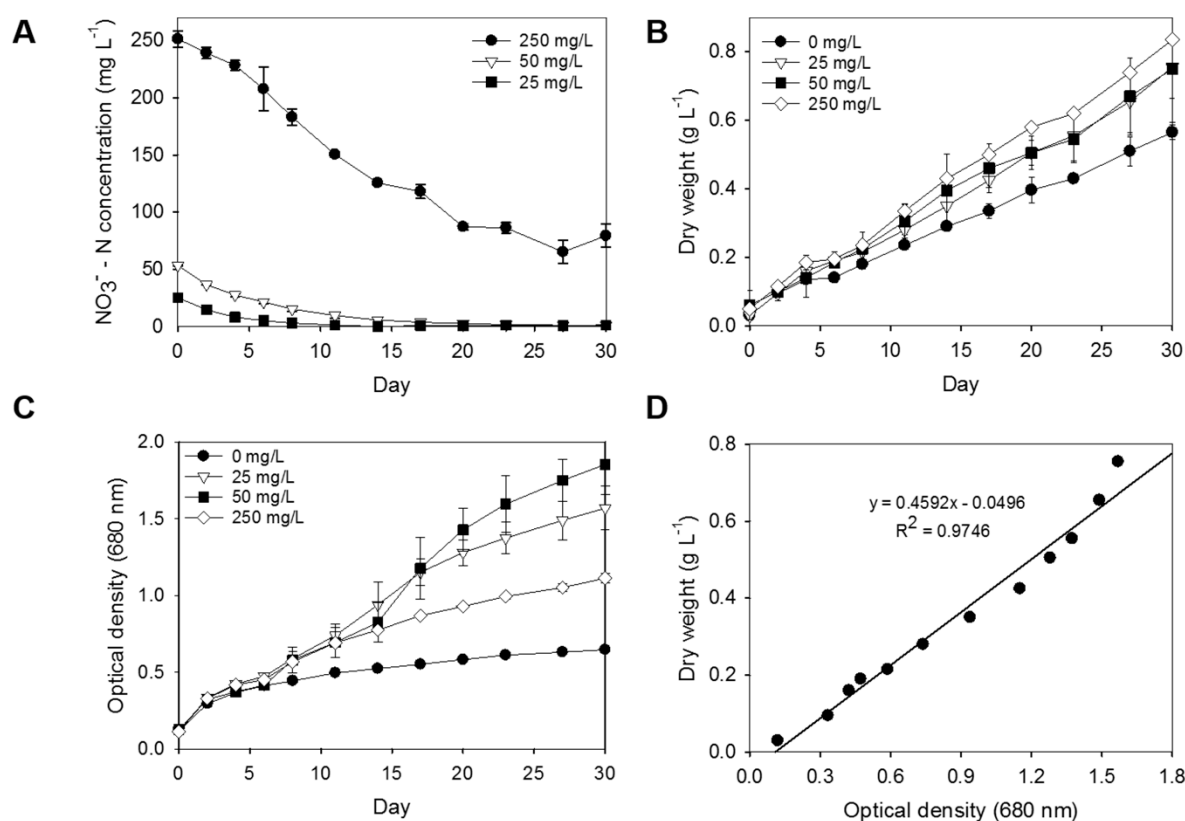 A
NO₃⁻ - N concentration (mg L⁻¹)
250
200
150
100
50
0
250 mg/L
50 mg/L
25 mg/L
0 5 10 15 20 25 30
Day
B
Dry weight (g L⁻¹)
0.8
0.6
0.4
0.2
0.0
0 mg/L
25 mg/L
50 mg/L
250 mg/L
0 5 10 15 20 25 30
Day
C
Optical density (680 nm)
2.0
1.5
1.0
0.5
0.0
0 mg/L
25 mg/L
50 mg/L
250 mg/L
0 5 10 15 20 25 30
Day
D
Dry weight (g L⁻¹)
0.8
0.6
0.4
0.2
0.0
y = 0.4592x - 0.0496
R² = 0.9746
0.0 0.3 0.6 0.9 1.2 1.5 1.8
Optical density (680 nm)